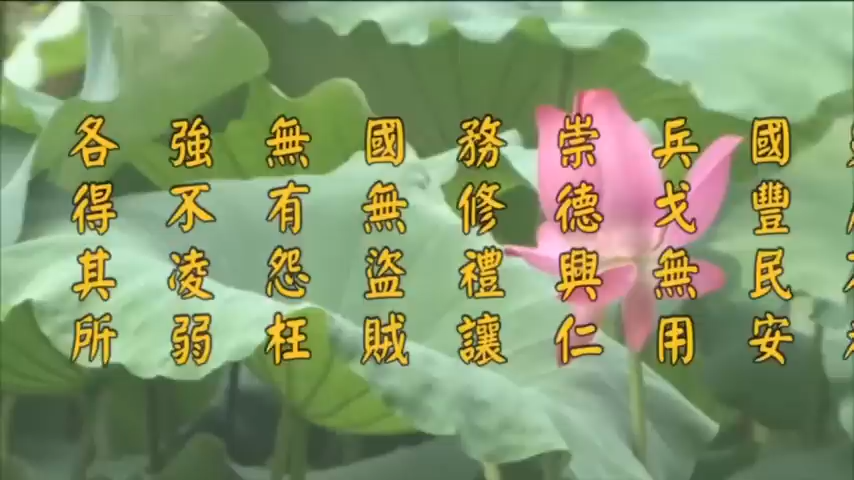 國豐民安
兵戈無用
崇德興仁
務修禮讓
國無盜賊
無有怨枉
強不凌弱
各得其所